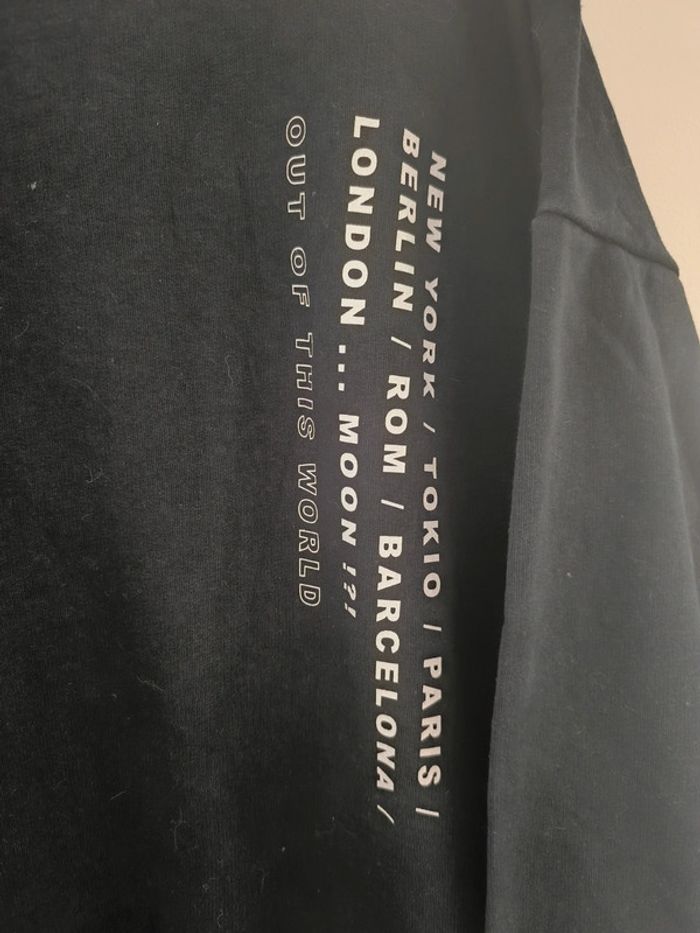 NEW YORK / TOKIO / PARIS /
BERLIN / ROM / BARCELONA /
LONDON ... MOON !?!
OUT OF THIS WORLD